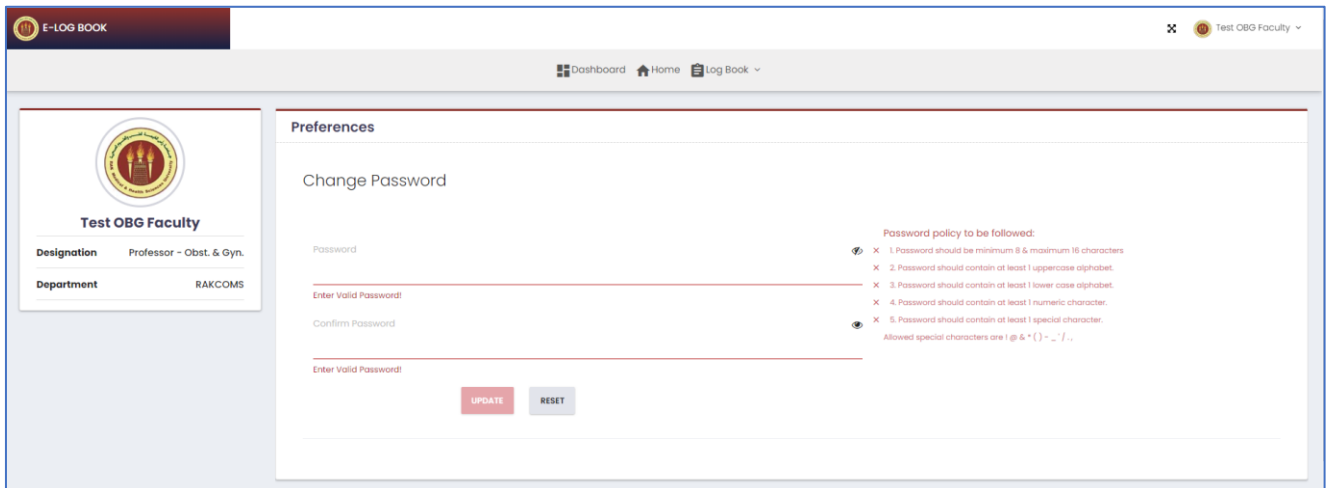 E-LOG BOOK
Test OBG Faculty
Dashboard Home Log Book
Preferences
Test OBG Faculty
Designation Professor - Obst. & Gyn.
Department RAKCOMS
Change Password
Password
Enter Valid Password!
Confirm Password
Enter Valid Password!
Password policy to be followed:
× 1. Password should be minimum 8 & maximum 16 characters
× 2. Password should contain at least 1 uppercase alphabet.
× 3. Password should contain at least 1 lower case alphabet.
× 4. Password should contain at least 1 numeric character.
× 5. Password should contain at least 1 special character.
Allowed special characters are ! @ & * ( ) - _ ' / . ,
UPDATE RESET